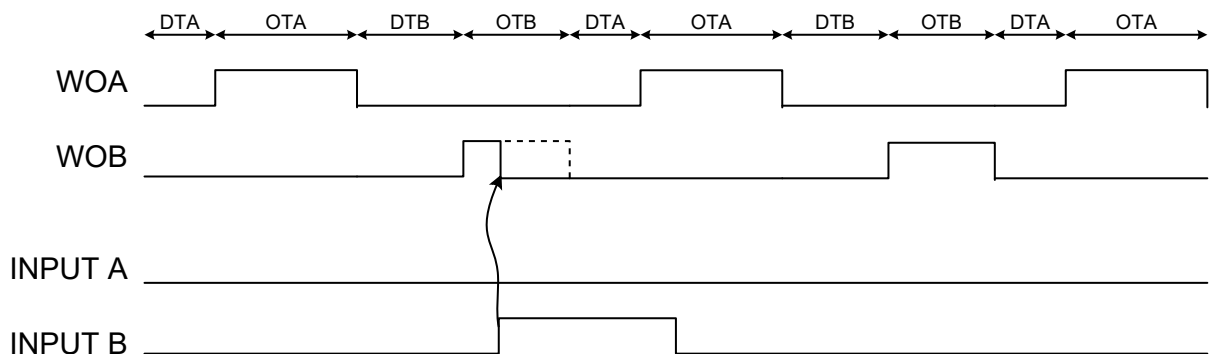 DTA OTA DTB OTB DTA OTA DTB OTB DTA OTA
WOA
WOB
INPUT A
INPUT B